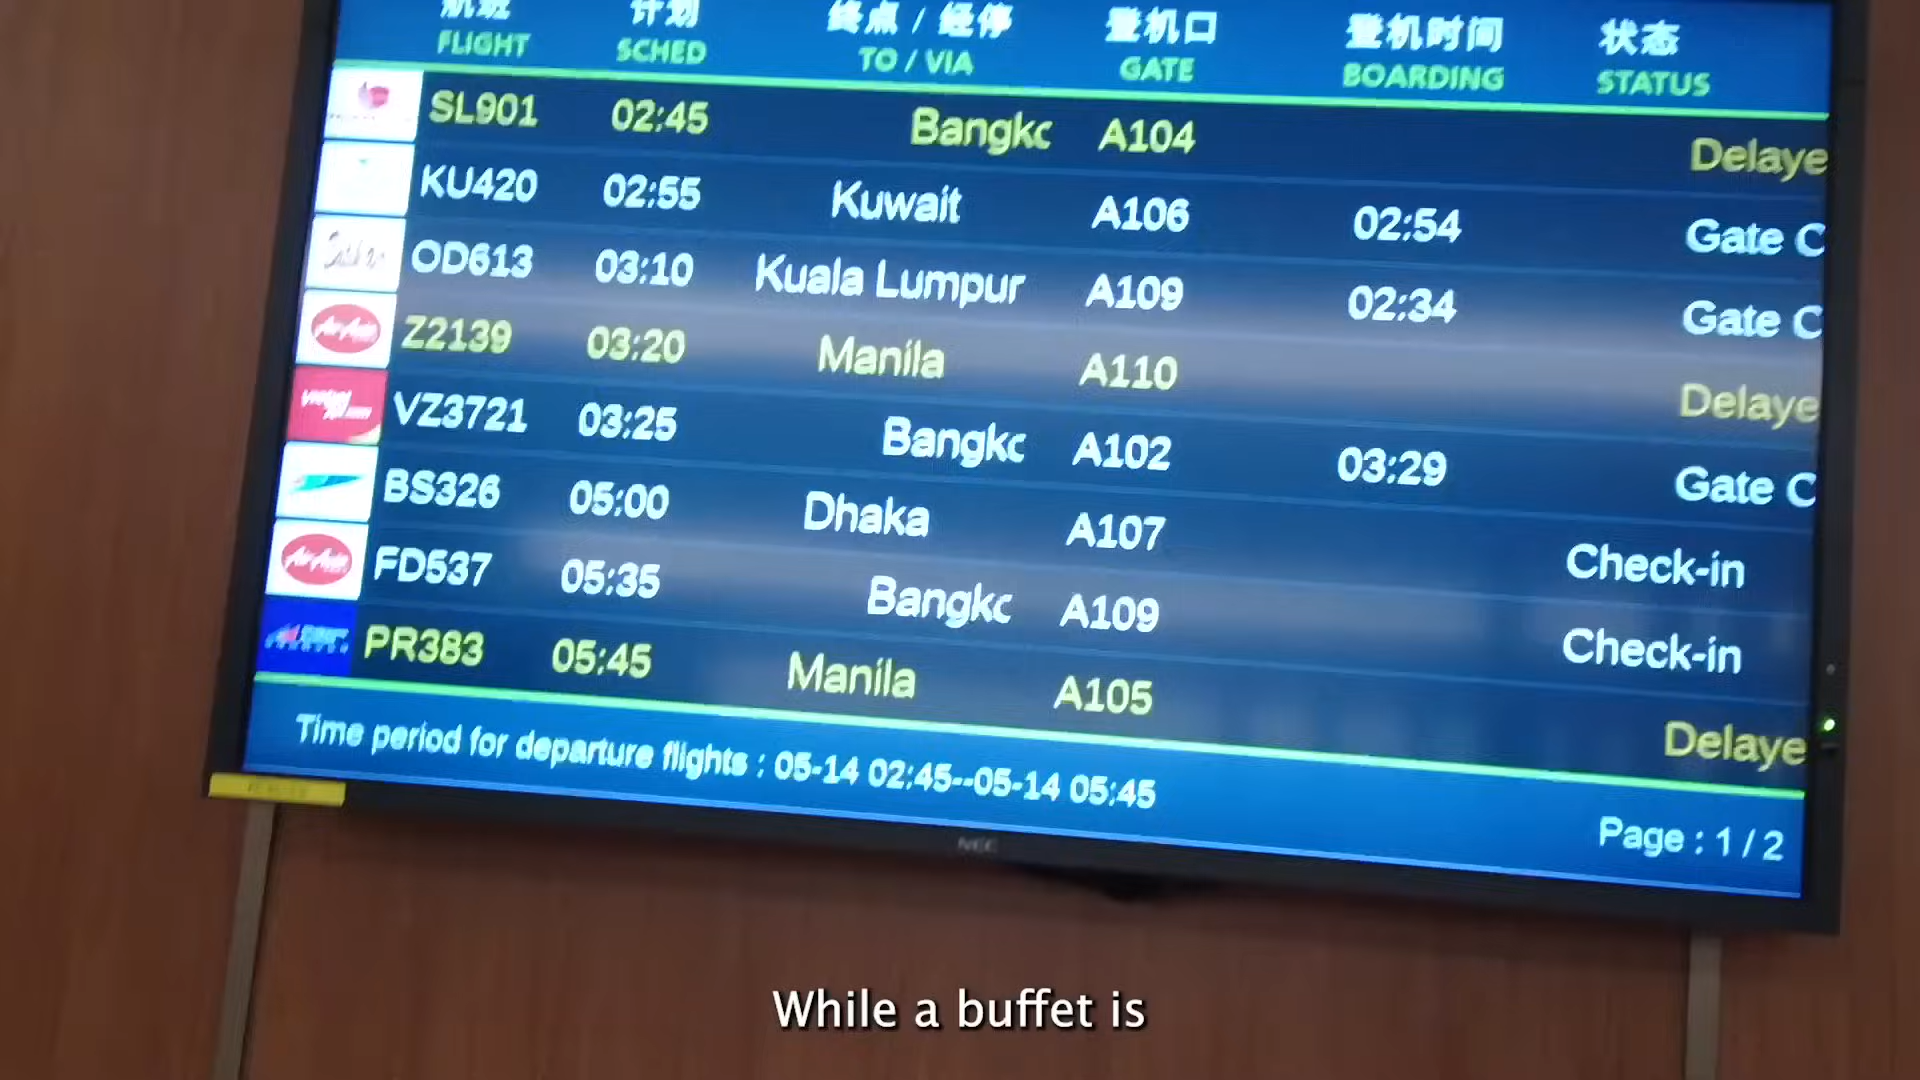 航班 计划 终点 / 经停 登机口 登机时间 状态
FLIGHT SCHED TO / VIA GATE BOARDING STATUS
SL901 02:45 Bangkc A104 Delaye
KU420 02:55 Kuwait A106 02:54 Gate C
OD613 03:10 Kuala Lumpur A109 02:34 Gate C
AirAsia Z2139 03:20 Manila A110 Delaye
VZ3721 03:25 Bangkc A102 03:29 Gate C
BS326 05:00 Dhaka A107 Check-in
AirAsia FD537 05:35 Bangkc A109 Check-in
PR383 05:45 Manila A105 Delaye
Time period for departure flights : 05-14 02:45--05-14 05:45
Page : 1 / 2
NEC
While a buffet is